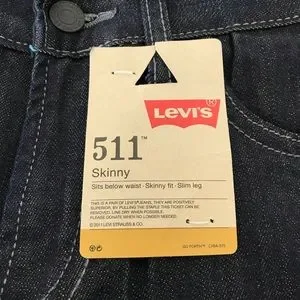 LEVI'S®
511™
Skinny
Sits below waist · Skinny fit · Slim leg
THIS IS A PAIR OF LEVI'S® JEANS, THEY ARE POSITIVELY
SUPERIOR, BY PULLING THE STAPLE THIS TICKET CAN BE
REMOVED. LINE DRY WHEN POSSIBLE.
PLEASE DONATE WHEN NO LONGER NEEDED.
©2011 LEVI STRAUSS & CO.
GO FORTH™